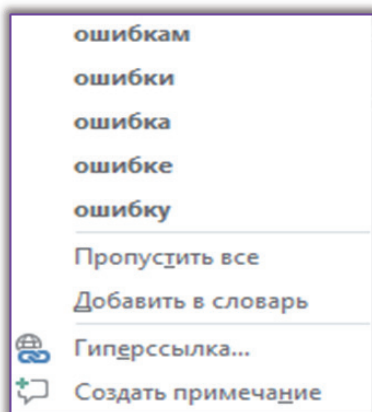 ошибкам
ошибки
ошибка
ошибке
ошибку
Пропустить все
Добавить в словарь
Гиперссылка...
Создать примечание